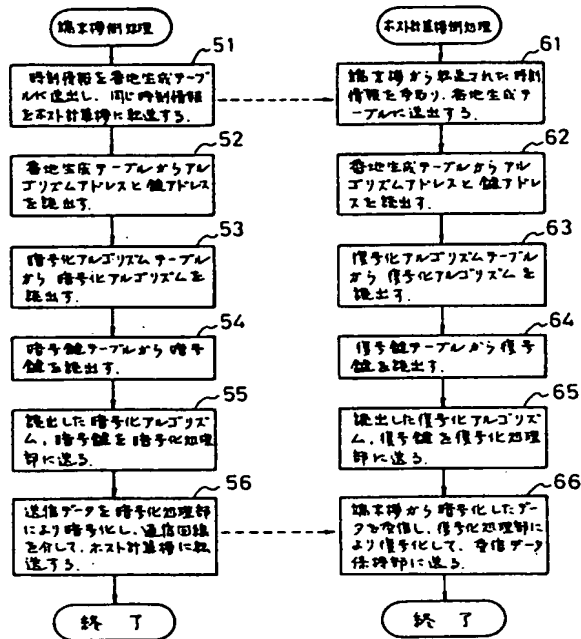 端末機側処理
51
時刻情報を番地生成テーブ
ルに送出し、同じ時刻情報
をホスト計算機に転送する.
52
番地生成テーブルからアル
ゴリズムアドレスと鍵アドレス
を読出す.
53
暗号化アルゴリズムテーブル
から暗号化アルゴリズムを
読出す.
54
暗号鍵テーブルから暗号
鍵を読出す.
55
読出した暗号化アルゴリズ
ム、暗号鍵を暗号化処理
部に送る.
56
送信データを暗号化処理部
により暗号化し、通信回線
を介して、ホスト計算機に転
送する.
終了
ホスト計算機側処理
61
端末機から転送された時刻
情報を受取り、番地生成テ
ーブルに送出する.
62
番地生成テーブルからアル
ゴリズムアドレスと鍵アドレ
スを読出す.
63
復号化アルゴリズムテーブル
から復号化アルゴリズムを
読出す.
64
復号鍵テーブルから復号
鍵を読出す.
65
読出した復号化アルゴリズ
ム、復号鍵を復号化処理
部に送る.
66
端末機から暗号化したデー
タを受信し、復号化処理部に
より復号化して、受信データ
保持部に送る.
終了